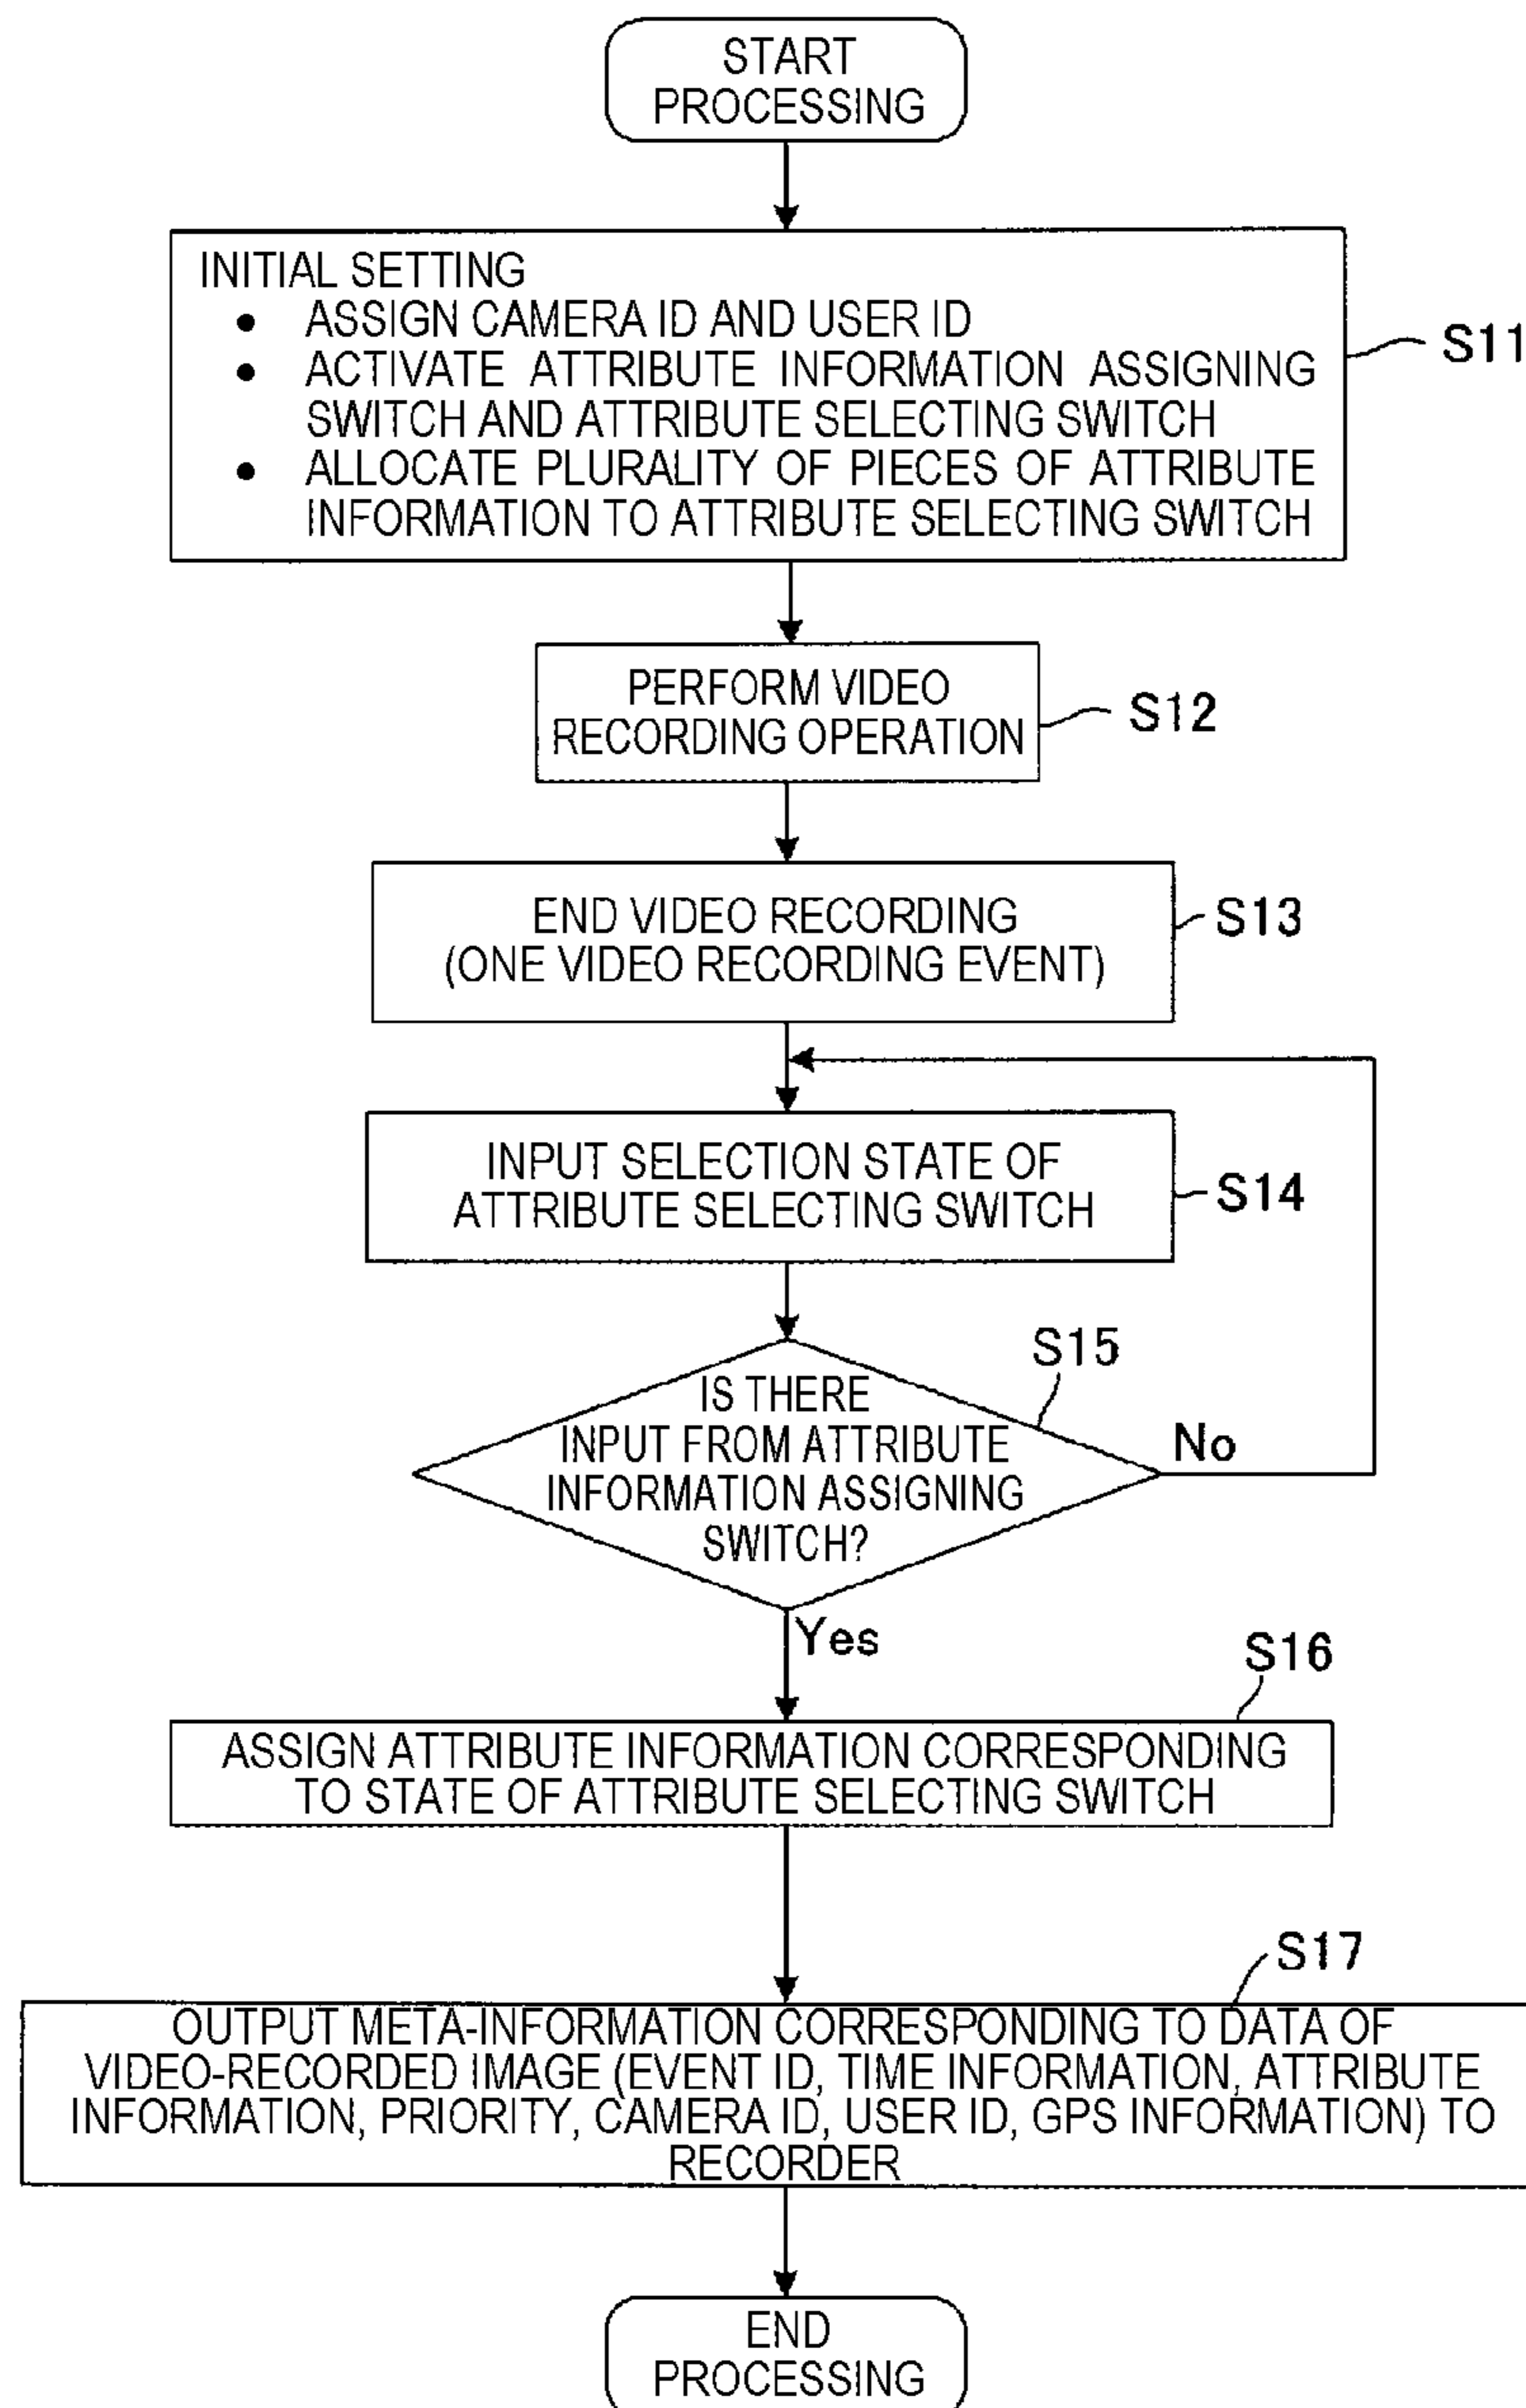 START
PROCESSING
INITIAL SETTING
● ASSIGN CAMERA ID AND USER ID
● ACTIVATE ATTRIBUTE INFORMATION ASSIGNING
SWITCH AND ATTRIBUTE SELECTING SWITCH
● ALLOCATE PLURALITY OF PIECES OF ATTRIBUTE
INFORMATION TO ATTRIBUTE SELECTING SWITCH
S11
PERFORM VIDEO
RECORDING OPERATION
S12
END VIDEO RECORDING
(ONE VIDEO RECORDING EVENT)
S13
INPUT SELECTION STATE OF
ATTRIBUTE SELECTING SWITCH
S14
S15
IS THERE
INPUT FROM ATTRIBUTE
INFORMATION ASSIGNING
SWITCH?
No
Yes
S16
ASSIGN ATTRIBUTE INFORMATION CORRESPONDING
TO STATE OF ATTRIBUTE SELECTING SWITCH
S17
OUTPUT META-INFORMATION CORRESPONDING TO DATA OF
VIDEO-RECORDED IMAGE (EVENT ID, TIME INFORMATION, ATTRIBUTE
INFORMATION, PRIORITY, CAMERA ID, USER ID, GPS INFORMATION) TO
RECORDER
END
PROCESSING